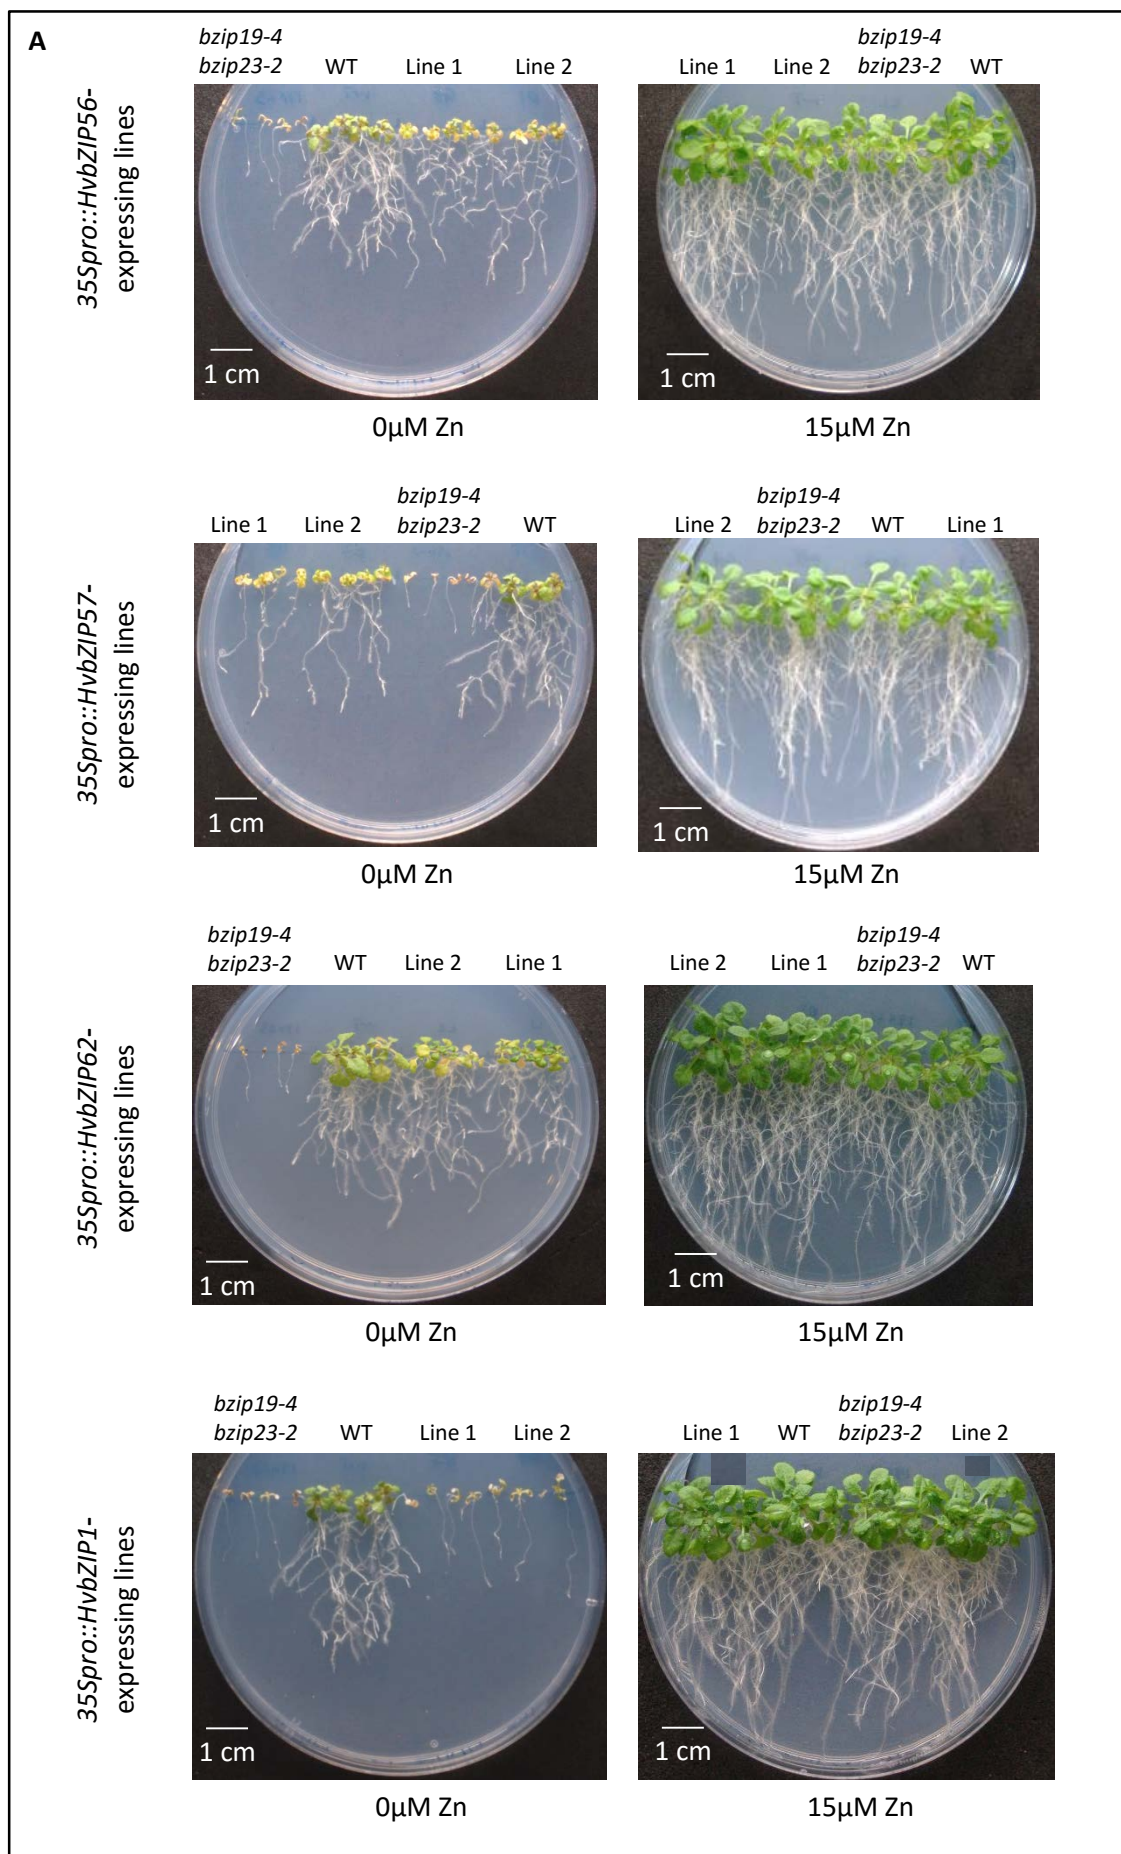 A
35Spro::HvbZIP56-
expressing lines
bzip19-4
bzip23-2 WT Line 1 Line 2
1 cm
0µM Zn
bzip19-4
Line 1 Line 2 bzip23-2 WT
1 cm
15µM Zn
35Spro::HvbZIP57-
expressing lines
bzip19-4
Line 1 Line 2 bzip23-2 WT
1 cm
0µM Zn
bzip19-4
Line 2 bzip23-2 WT Line 1
1 cm
15µM Zn
35Spro::HvbZIP62-
expressing lines
bzip19-4
bzip23-2 WT Line 2 Line 1
1 cm
0µM Zn
bzip19-4
Line 2 Line 1 bzip23-2 WT
1 cm
15µM Zn
35Spro::HvbZIP1-
expressing lines
bzip19-4
bzip23-2 WT Line 1 Line 2
1 cm
0µM Zn
bzip19-4
Line 1 WT bzip23-2 Line 2
1 cm
15µM Zn